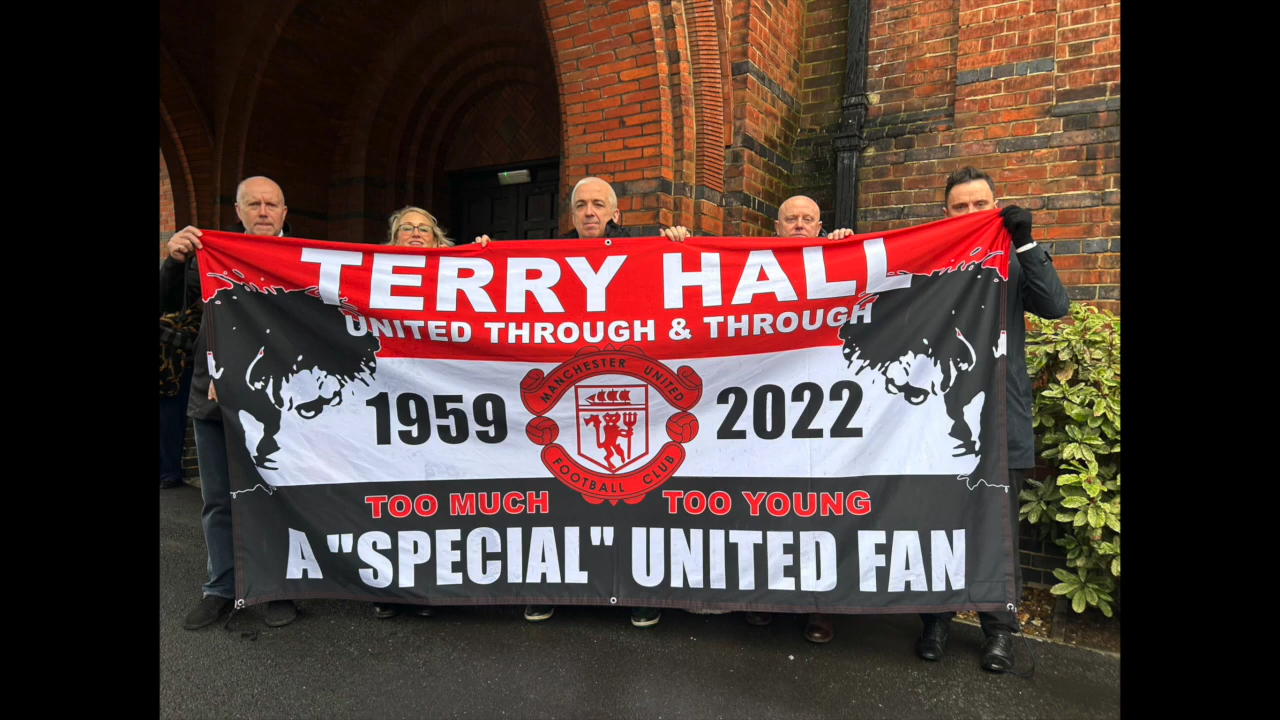 TERRY HALL
UNITED THROUGH & THROUGH
1959 2022
MANCHESTER UNITED
FOOTBALL CLUB
TOO MUCH TOO YOUNG
A "SPECIAL" UNITED FAN